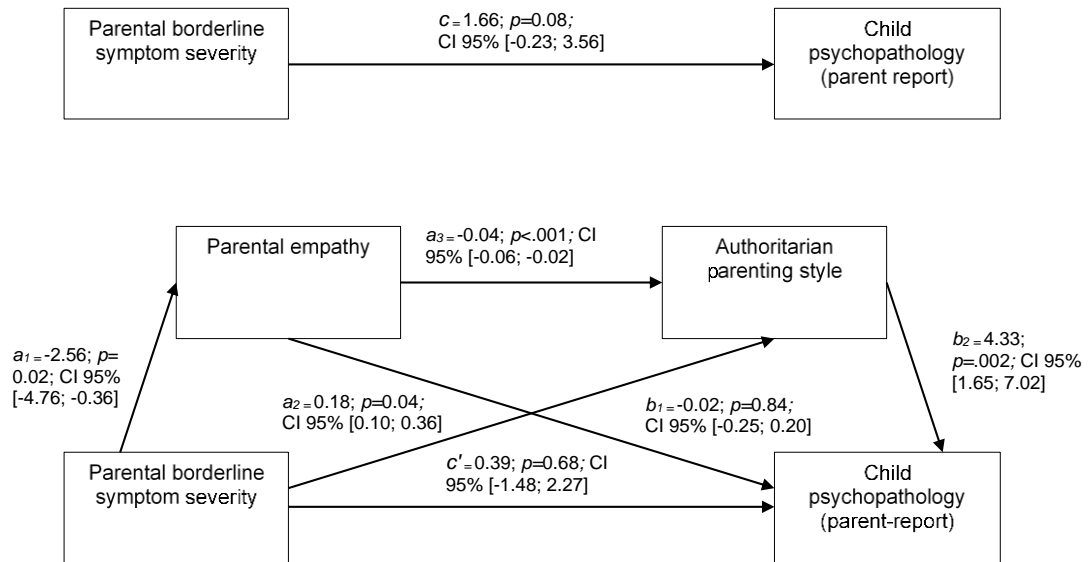 Parental borderline
symptom severity
c = 1.66; p=0.08;
CI 95% [-0.23; 3.56]
Child
psychopathology
(parent report)
Parental empathy
a3 = -0.04; p<.001; CI
95% [-0.06; -0.02]
Authoritarian
parenting style
a1 = -2.56; p=
0.02; CI 95%
[-4.76; -0.36]
a2 = 0.18; p=0.04;
CI 95% [0.10; 0.36]
b1 = -0.02; p=0.84;
CI 95% [-0.25; 0.20]
b2 = 4.33;
p=.002; CI 95%
[1.65; 7.02]
Parental borderline
symptom severity
c' = 0.39; p=0.68; CI
95% [-1.48; 2.27]
Child
psychopathology
(parent-report)